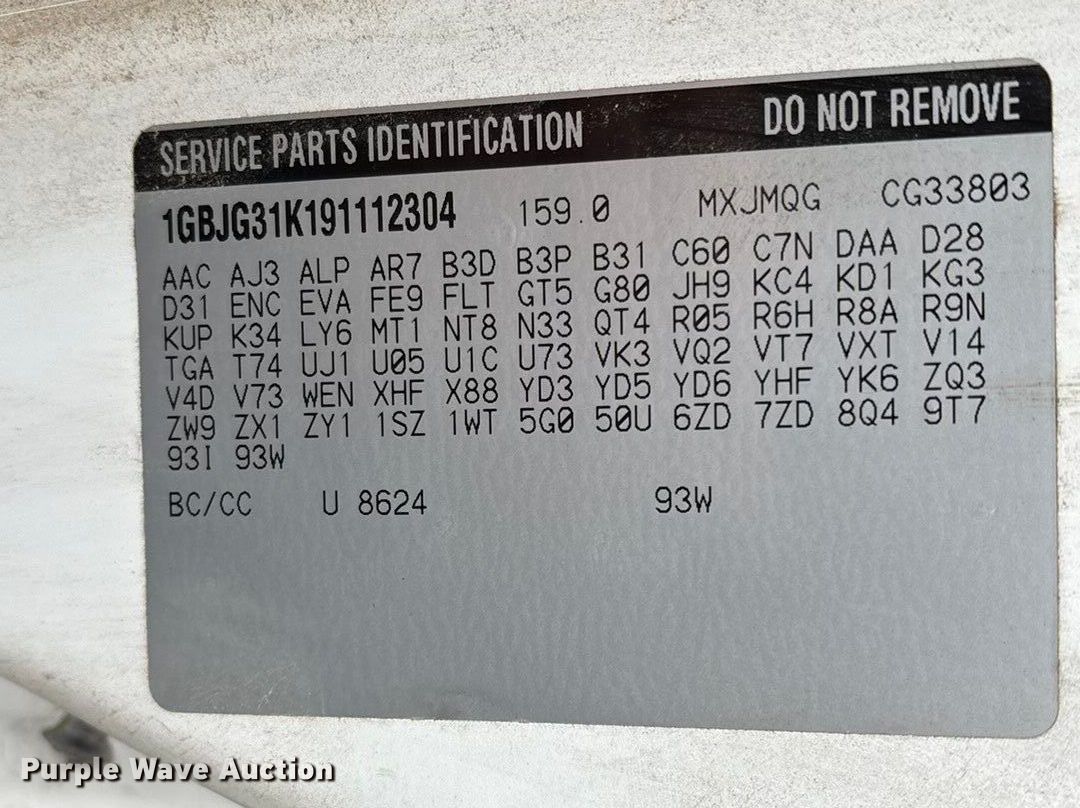 SERVICE PARTS IDENTIFICATION DO NOT REMOVE
1GBJG31K191112304 159.0 MXJMQG CG33803
AAC AJ3 ALP AR7 B3D B3P B31 C60 C7N DAA D28
D31 ENC EVA FE9 FLT GT5 G80 JH9 KC4 KD1 KG3
KUP K34 LY6 MT1 NT8 N33 QT4 R05 R6H R8A R9N
TGA T74 UJ1 U05 U1C U73 VK3 VQ2 VT7 VXT V14
V4D V73 WEN XHF X88 YD3 YD5 YD6 YHF YK6 ZQ3
ZW9 ZX1 ZY1 1SZ 1WT 5G0 50U 6ZD 7ZD 8Q4 9T7
93I 93W
BC/CC U 8624 93W
Purple Wave Auction